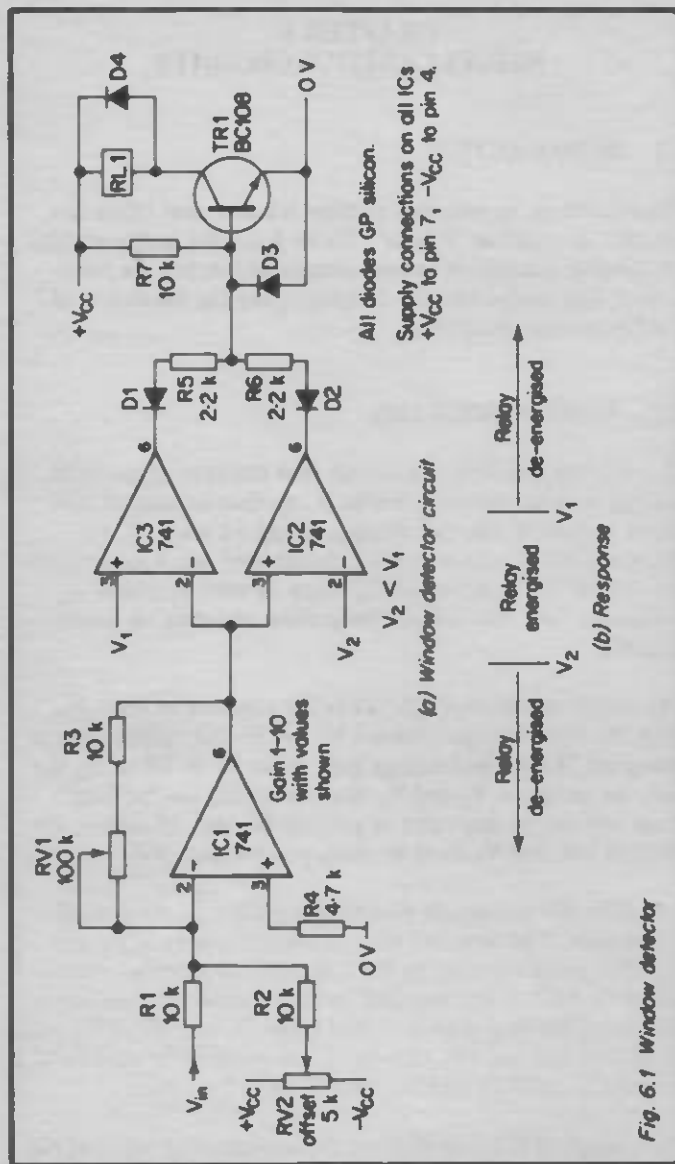 +VCC
D4
RL1
R7
10 k
TR1
BC108
D3
0 V
All diodes GP silicon.
Supply connections on all ICs
+VCC to pin 7, −VCC to pin 4.
D1
R5
2·2 k
R6
2·2 k
D2
V1
3
+
IC3
741
2
−
6
3
+
IC2
741
2
−
6
V2
V2 < V1
RV1
100 k
R3
10 k
Vin
R1
10 k
R2
10 k
+VCC
RV2
offset
5 k
−VCC
2
−
IC1
741
3
+
6
R4
4·7 k
0 V
Gain 1–10
with values
shown
(a) Window detector circuit
Relay
de-energised
V2
Relay
energised
V1
Relay
de-energised
(b) Response
Fig. 6.1 Window detector